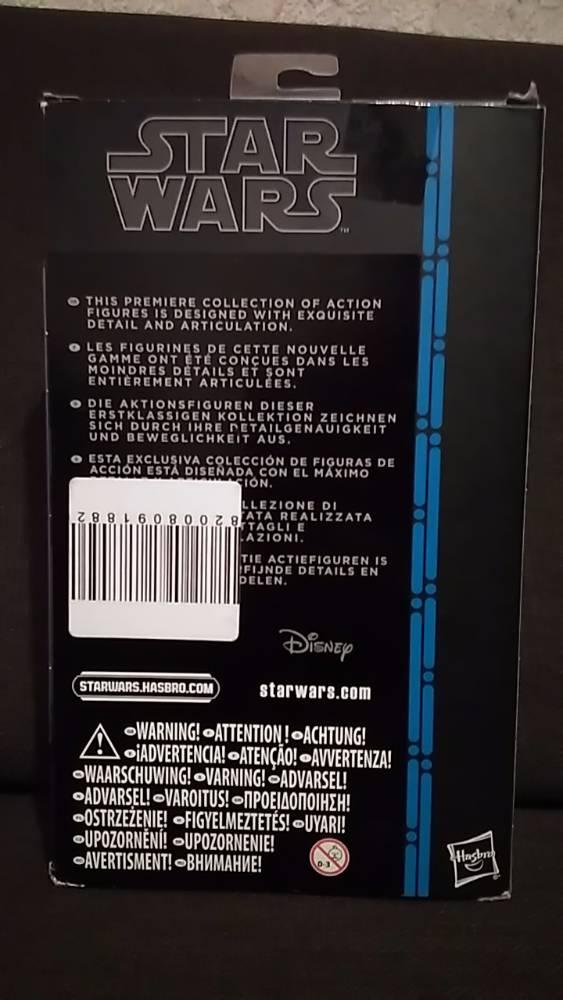 STAR
WARS
™
THIS PREMIERE COLLECTION OF ACTION
FIGURES IS DESIGNED WITH EXQUISITE
DETAIL AND ARTICULATION.
LES FIGURINES DE CETTE NOUVELLE
GAMME ONT ÉTÉ CONÇUES DANS LES
MOINDRES DÉTAILS ET SONT
ENTIÈREMENT ARTICULÉES.
DIE AKTIONSFIGUREN DIESER
ERSTKLASSIGEN KOLLEKTION ZEICHNEN
SICH DURCH IHRE DETAILGENAUIGKEIT
UND BEWEGLICHKEIT AUS.
ESTA EXCLUSIVA COLECCIÓN DE FIGURAS DE
ACCIÓN ESTÁ DISEÑADA CON EL MÁXIMO
CIÓN.
LLEZIONE DI
TATA REALIZZATA
TTAGLI E
LAZIONI.
TIE ACTIEFIGUREN IS
FIJNDE DETAILS EN
DELEN.
Disney
STARWARS.HASBRO.COM
starwars.com
WARNING! ATTENTION! ACHTUNG!
¡ADVERTENCIA! ATENÇÃO! AVVERTENZA!
WAARSCHUWING! VARNING! ADVARSEL!
ADVARSEL! VAROITUS! ΠΡΟΕΙΔΟΠΟΙΗΣΗ!
OSTRZEŻENIE! FIGYELMEZTETÉS! UYARI!
UPOZORNĚNÍ! UPOZORNENIE!
AVERTISMENT! ВНИМАНИЕ!
0-3
Hasbro